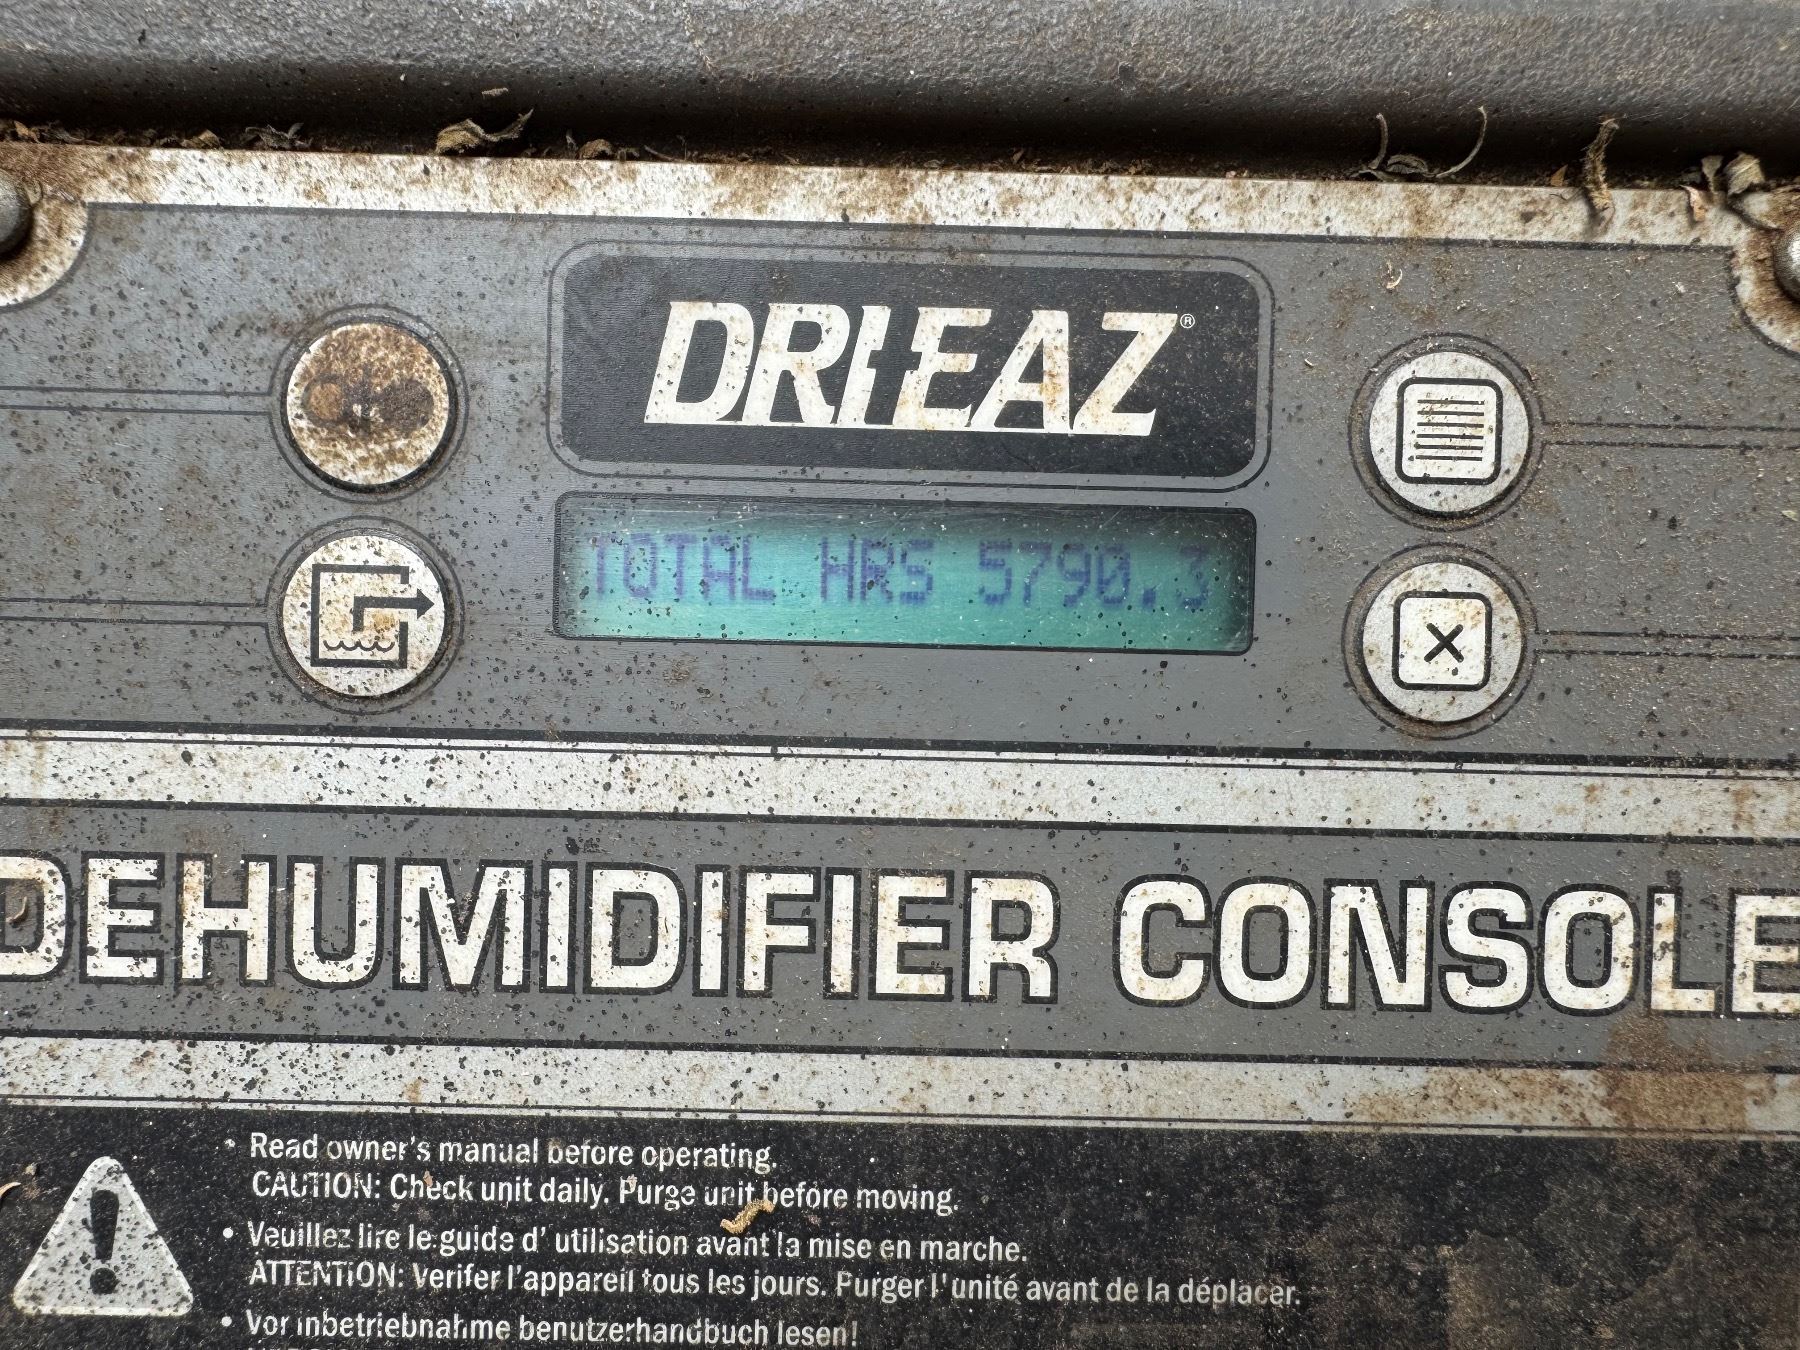 DRI-EAZ®
TOTAL HRS 5790.3
DEHUMIDIFIER CONSOLE
• Read owner's manual before operating.
CAUTION: Check unit daily. Purge unit before moving.
• Veuillez lire le guide d' utilisation avant la mise en marche.
ATTENTION: Verifer l'appareil tous les jours. Purger l'unité avant de la déplacer.
• Vor inbetriebnahme benutzerhandbuch lesen!